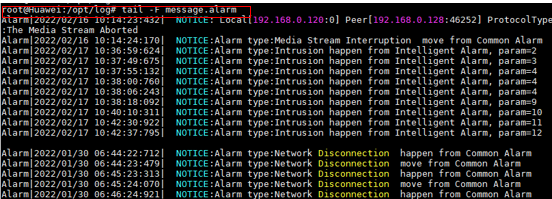 root@Huawei:/opt/log# tail -F message.alarm
Alarm|2022/02/16 10:14:23:432|  NOTICE: Local[192.168.0.120:0] Peer[192.168.0.128:46252] ProtocolType
:The Media Stream Aborted
Alarm|2022/02/16 10:14:24:170|  NOTICE:Alarm type:Media Stream Interruption  move from Common Alarm
Alarm|2022/02/17 10:36:59:624|  NOTICE:Alarm type:Intrusion happen from Intelligent Alarm, param=2
Alarm|2022/02/17 10:37:49:675|  NOTICE:Alarm type:Intrusion happen from Intelligent Alarm, param=3
Alarm|2022/02/17 10:37:55:132|  NOTICE:Alarm type:Intrusion happen from Intelligent Alarm, param=4
Alarm|2022/02/17 10:38:00:760|  NOTICE:Alarm type:Intrusion happen from Intelligent Alarm, param=4
Alarm|2022/02/17 10:38:06:243|  NOTICE:Alarm type:Intrusion happen from Intelligent Alarm, param=4
Alarm|2022/02/17 10:38:18:092|  NOTICE:Alarm type:Intrusion happen from Intelligent Alarm, param=9
Alarm|2022/02/17 10:40:10:311|  NOTICE:Alarm type:Intrusion happen from Intelligent Alarm, param=10
Alarm|2022/02/17 10:42:30:922|  NOTICE:Alarm type:Intrusion happen from Intelligent Alarm, param=11
Alarm|2022/02/17 10:42:37:795|  NOTICE:Alarm type:Intrusion happen from Intelligent Alarm, param=12
Alarm|2022/01/30 06:44:22:712|  NOTICE:Alarm type:Network Disconnection  happen from Common Alarm
Alarm|2022/01/30 06:44:23:479|  NOTICE:Alarm type:Network Disconnection  move from Common Alarm
Alarm|2022/01/30 06:45:23:313|  NOTICE:Alarm type:Network Disconnection  happen from Common Alarm
Alarm|2022/01/30 06:45:24:070|  NOTICE:Alarm type:Network Disconnection  move from Common Alarm
Alarm|2022/01/30 06:46:24:921|  NOTICE:Alarm type:Network Disconnection  happen from Common Alarm